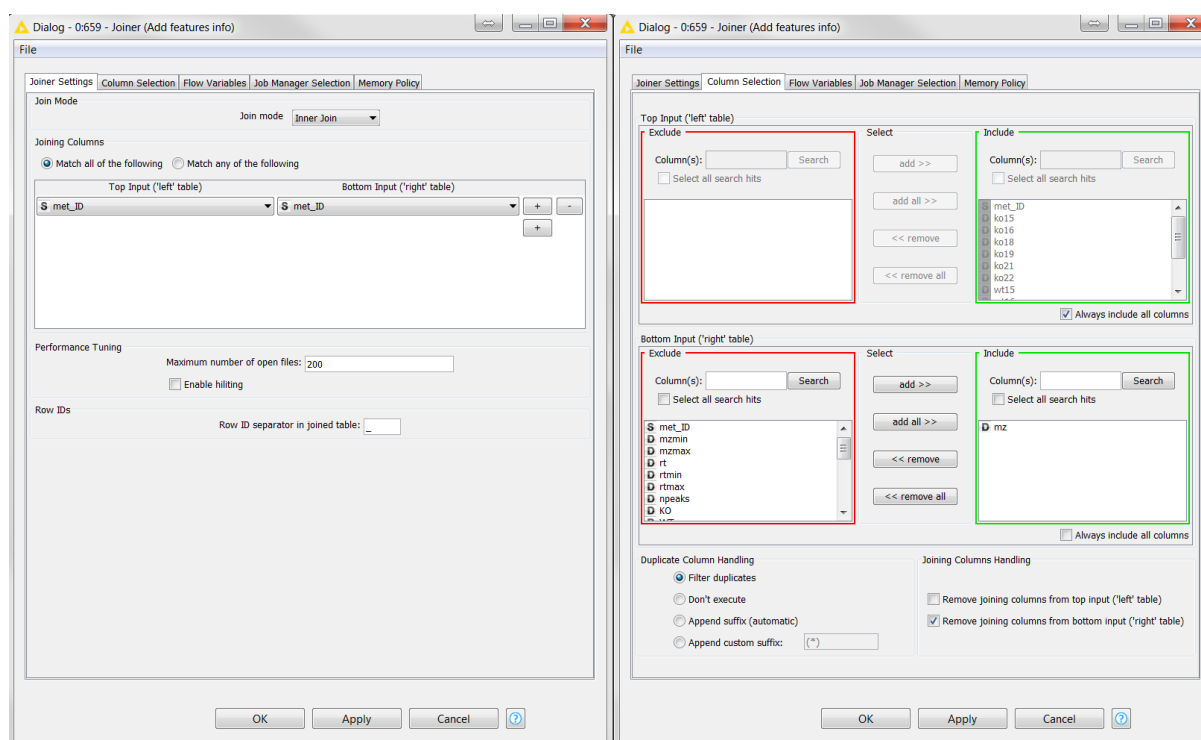 Dialog - 0:659 - Joiner (Add features info)
File
Joiner Settings Column Selection Flow Variables Job Manager Selection Memory Policy
Join Mode
Join mode Inner Join
Joining Columns
Match all of the following Match any of the following
Top Input ('left' table) Bottom Input ('right' table)
S met_ID S met_ID + -
+
Performance Tuning
Maximum number of open files: 200
Enable hiliting
Row IDs
Row ID separator in joined table: _
OK Apply Cancel ?
Dialog - 0:659 - Joiner (Add features info)
File
Joiner Settings Column Selection Flow Variables Job Manager Selection Memory Policy
Top Input ('left' table)
Exclude Select Include
Column(s): Search add >> Column(s): Search
Select all search hits Select all search hits
add all >>
<< remove
<< remove all
S met_ID
D ko15
D ko16
D ko18
D ko19
D ko21
D ko22
D wt15
Always include all columns
Bottom Input ('right' table)
Exclude Select Include
Column(s): Search add >> Column(s): Search
Select all search hits Select all search hits
add all >>
<< remove
<< remove all
S met_ID
D mzmin
D mzmax
D rt
D rtmin
D rtmax
D npeaks
D KO
D mz
Always include all columns
Duplicate Column Handling
Filter duplicates
Don't execute
Append suffix (automatic)
Append custom suffix: (*)
Joining Columns Handling
Remove joining columns from top input ('left' table)
Remove joining columns from bottom input ('right' table)
OK Apply Cancel ?